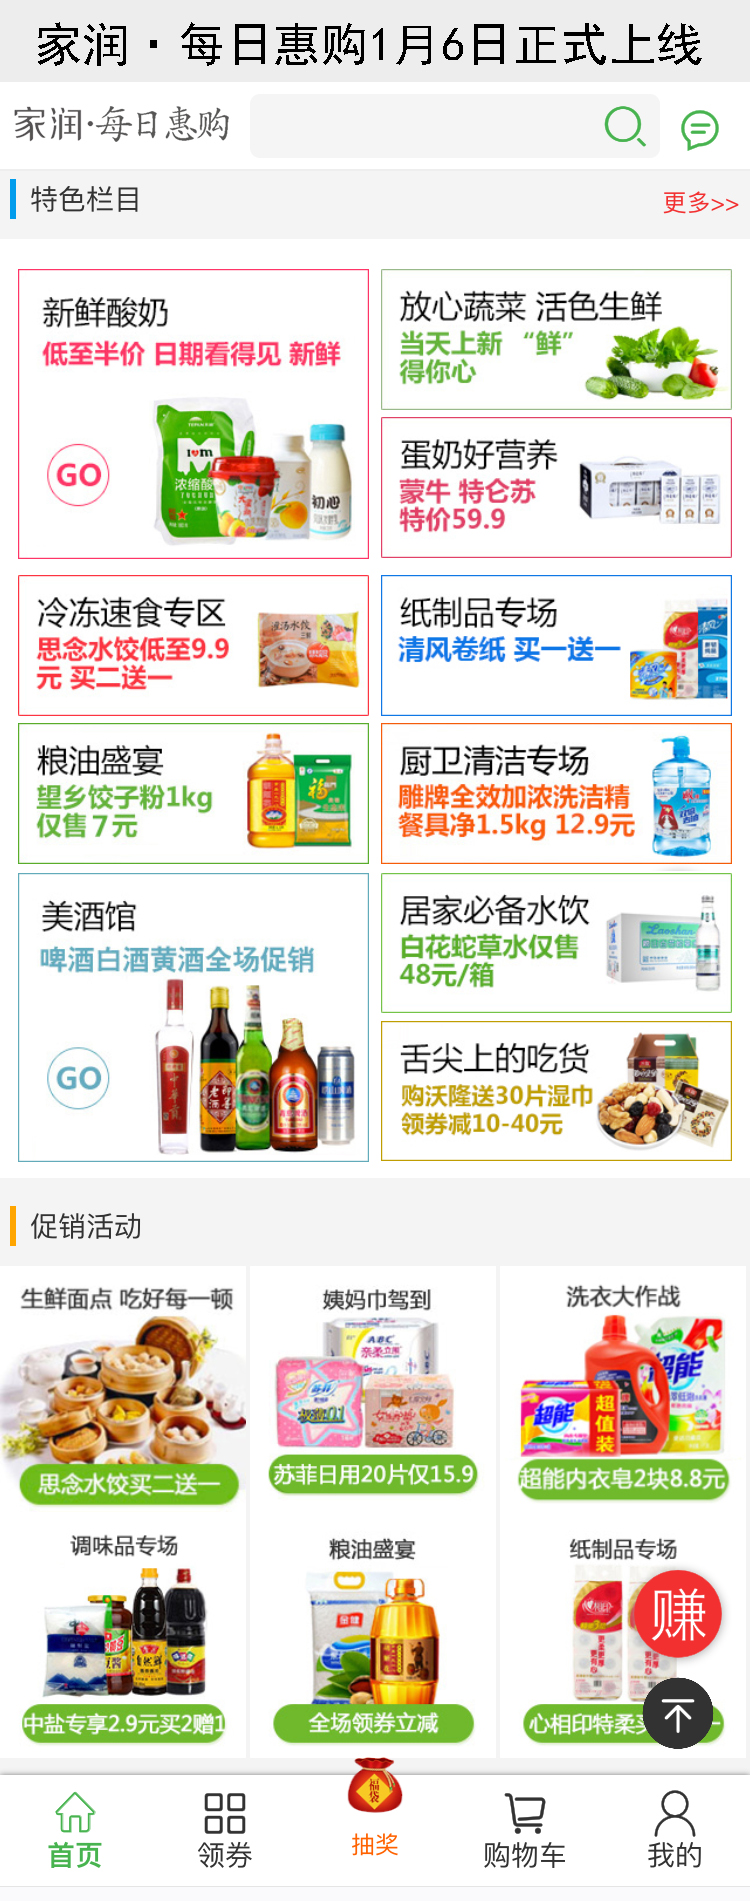 家润·每日惠购1月6日正式上线
家润·每日惠购
特色栏目
更多>>
新鲜酸奶
低至半价 日期看得见 新鲜
GO
放心蔬菜 活色生鲜
当天上新 “鲜”
得你心
蛋奶好营养
蒙牛 特仑苏
特价59.9
冷冻速食专区
思念水饺低至9.9
元 买二送一
纸制品专场
清风卷纸 买一送一
粮油盛宴
望乡饺子粉1kg
仅售7元
厨卫清洁专场
雕牌全效加浓洗洁精
餐具净1.5kg 12.9元
美酒馆
啤酒白酒黄酒全场促销
GO
居家必备水饮
白花蛇草水仅售
48元/箱
舌尖上的吃货
购沃隆送30片湿巾
领券减10-40元
促销活动
生鲜面点 吃好每一顿
思念水饺买二送一
姨妈巾驾到
ABC
苏菲日用20片仅15.9
洗衣大作战
超能
超能
超值装
超能内衣皂2块8.8元
调味品专场
中盐专享2.9元买2赠1
粮油盛宴
金健
全场领券立减
纸制品专场
心相印特柔买
赚
福袋
首页
领券
抽奖
购物车
我的